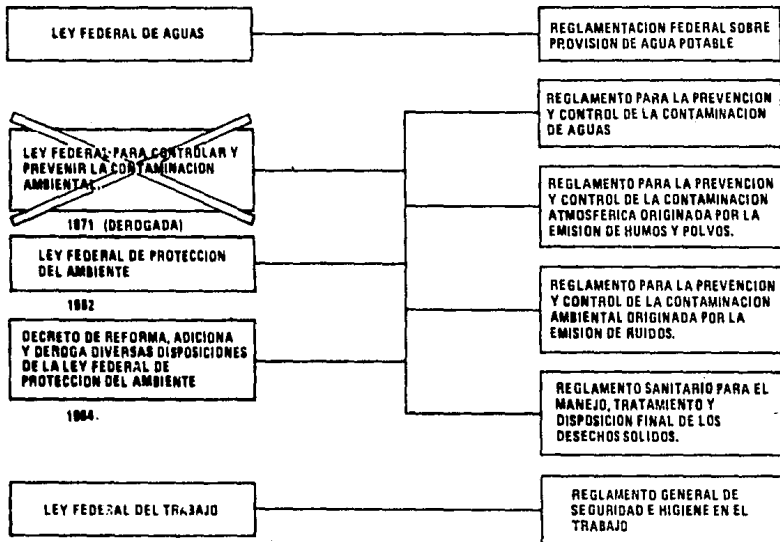 LEY FEDERAL DE AGUAS
REGLAMENTACION FEDERAL SOBRE
PROVISION DE AGUA POTABLE
LEY FEDERAL PARA CONTROLAR Y
PREVENIR LA CONTAMINACION
AMBIENTAL.
1971 (DEROGADA)
LEY FEDERAL DE PROTECCION
DEL AMBIENTE
1982
DECRETO DE REFORMA, ADICIONA
Y DEROGA DIVERSAS DISPOSICIONES
DE LA LEY FEDERAL DE
PROTECCION DEL AMBIENTE
1984.
REGLAMENTO PARA LA PREVENCION
Y CONTROL DE LA CONTAMINACION
DE AGUAS
REGLAMENTO PARA LA PREVENCION
Y CONTROL DE LA CONTAMINACION
ATMOSFERICA ORIGINADA POR LA
EMISION DE HUMOS Y POLVOS.
REGLAMENTO PARA LA PREVENCION
Y CONTROL DE LA CONTAMINACION
AMBIENTAL ORIGINADA POR LA
EMISION DE RUIDOS.
REGLAMENTO SANITARIO PARA EL
MANEJO, TRATAMIENTO Y
DISPOSICION FINAL DE LOS
DESECHOS SOLIDOS.
LEY FEDERAL DEL TRABAJO
REGLAMENTO GENERAL DE
SEGURIDAD E HIGIENE EN EL
TRABAJO